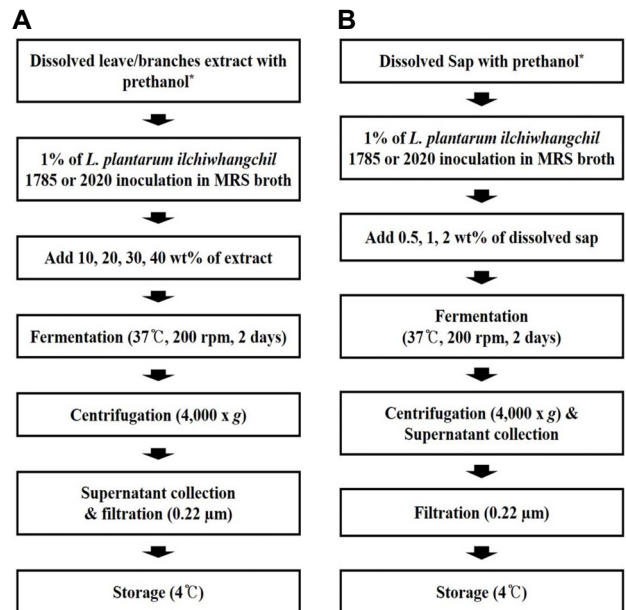 A
Dissolved leave/branches extract with
prethanol*
1% of L. plantarum ilchiwhangchil
1785 or 2020 inoculation in MRS broth
Add 10, 20, 30, 40 wt% of extract
Fermentation (37℃, 200 rpm, 2 days)
Centrifugation (4,000 x g)
Supernatant collection
& filtration (0.22 µm)
Storage (4℃)
B
Dissolved Sap with prethanol*
1% of L. plantarum ilchiwhangchil
1785 or 2020 inoculation in MRS broth
Add 0.5, 1, 2 wt% of dissolved sap
Fermentation
(37℃, 200 rpm, 2 days)
Centrifugation (4,000 x g) &
Supernatant collection
Filtration (0.22 µm)
Storage (4℃)